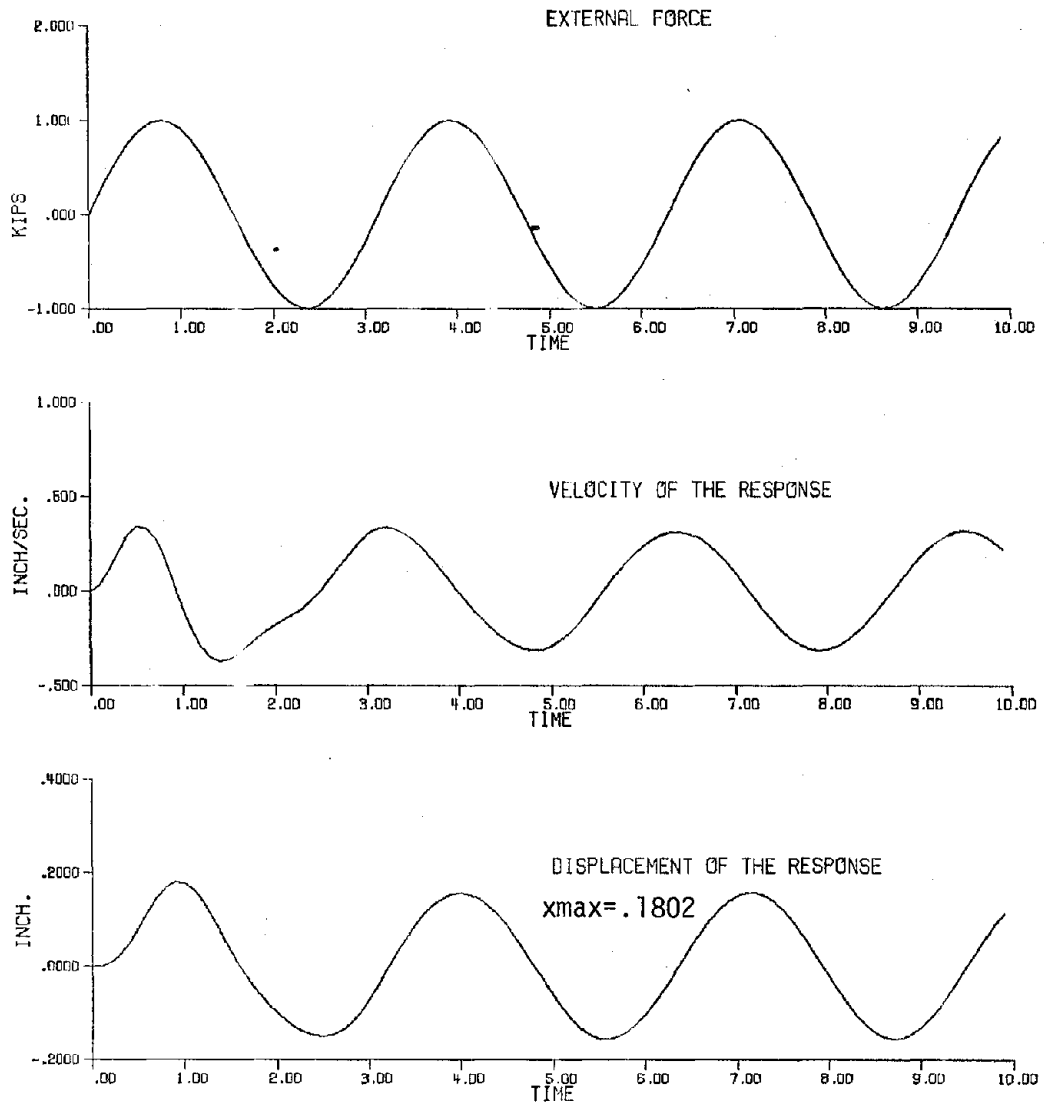 EXTERNAL FORCE
2.000
1.000
.000
-1.000
KIPS
.00 1.00 2.00 3.00 4.00 5.00 6.00 7.00 8.00 9.00 10.00
TIME
1.000
.500
.000
-.500
INCH/SEC.
VELOCITY OF THE RESPONSE
.00 1.00 2.00 3.00 4.00 5.00 6.00 7.00 8.00 9.00 10.00
TIME
.4000
.2000
.0000
-.2000
INCH.
DISPLACEMENT OF THE RESPONSE
xmax=.1802
.00 1.00 2.00 3.00 4.00 5.00 6.00 7.00 8.00 9.00 10.00
TIME